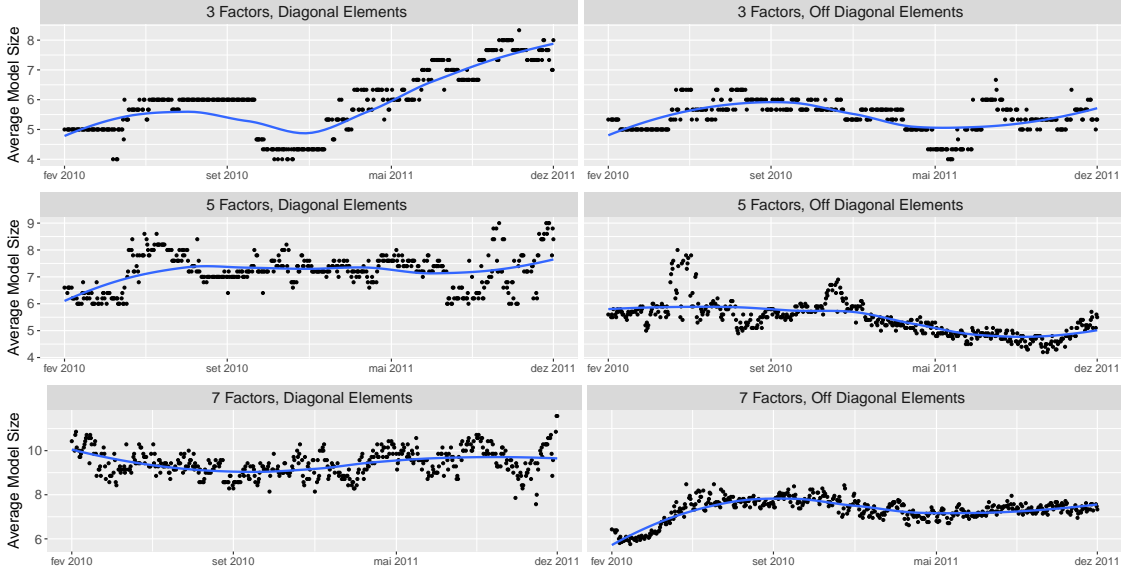 3 Factors, Diagonal Elements
3 Factors, Off Diagonal Elements
Average Model Size
8
7
6
5
4
fev 2010 set 2010 mai 2011 dez 2011
fev 2010 set 2010 mai 2011 dez 2011
5 Factors, Diagonal Elements
5 Factors, Off Diagonal Elements
Average Model Size
9
8
7
6
5
4
fev 2010 set 2010 mai 2011 dez 2011
fev 2010 set 2010 mai 2011 dez 2011
7 Factors, Diagonal Elements
7 Factors, Off Diagonal Elements
Average Model Size
10
8
6
fev 2010 set 2010 mai 2011 dez 2011
fev 2010 set 2010 mai 2011 dez 2011